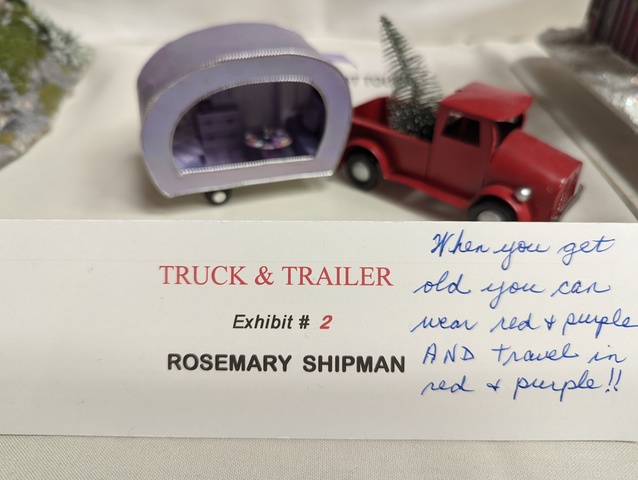 TRUCK & TRAILER
Exhibit # 2
ROSEMARY SHIPMAN
When you get
old you can
wear red & purple
AND travel in
red & purple!!